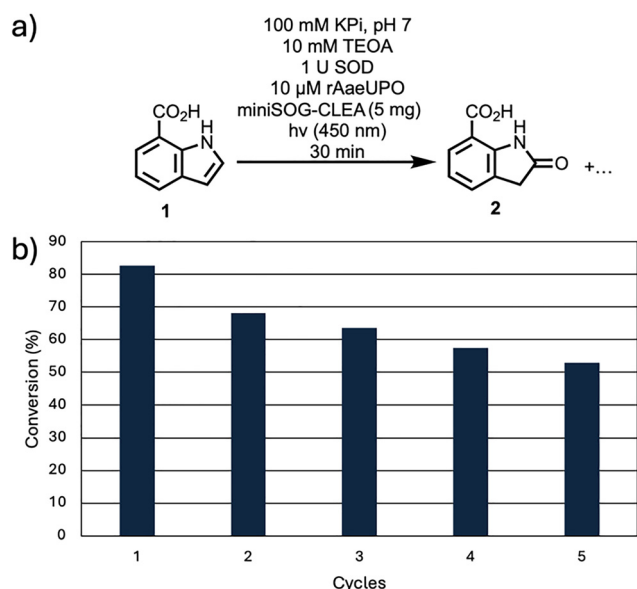 a)
100 mM KPi, pH 7
10 mM TEOA
1 U SOD
10 µM rAaeUPO
miniSOG-CLEA (5 mg)
hv (450 nm)
30 min
CO₂H
H
N
1
CO₂H
H
N
O
+...
2
b)
Conversion (%)
90
80
70
60
50
40
30
20
10
0
1 2 3 4 5
Cycles